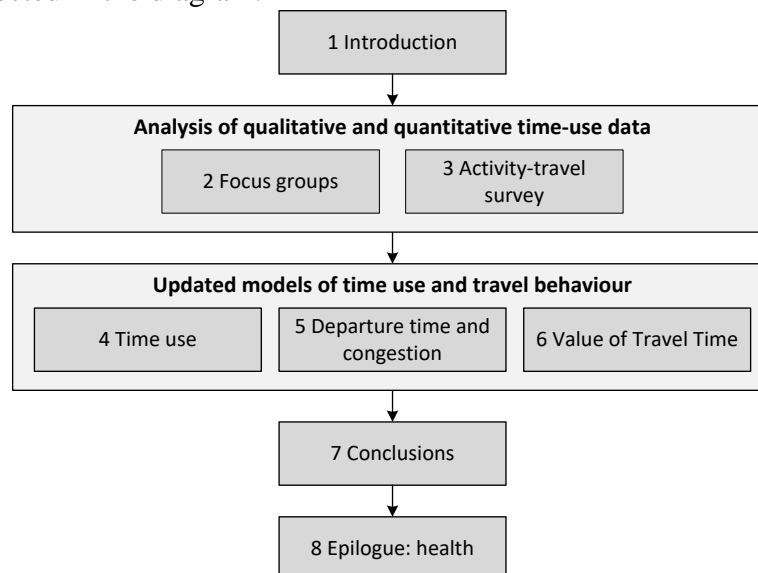 1 Introduction
Analysis of qualitative and quantitative time-use data
2 Focus groups
3 Activity-travel
survey
Updated models of time use and travel behaviour
4 Time use
5 Departure time and
congestion
6 Value of Travel Time
7 Conclusions
8 Epilogue: health